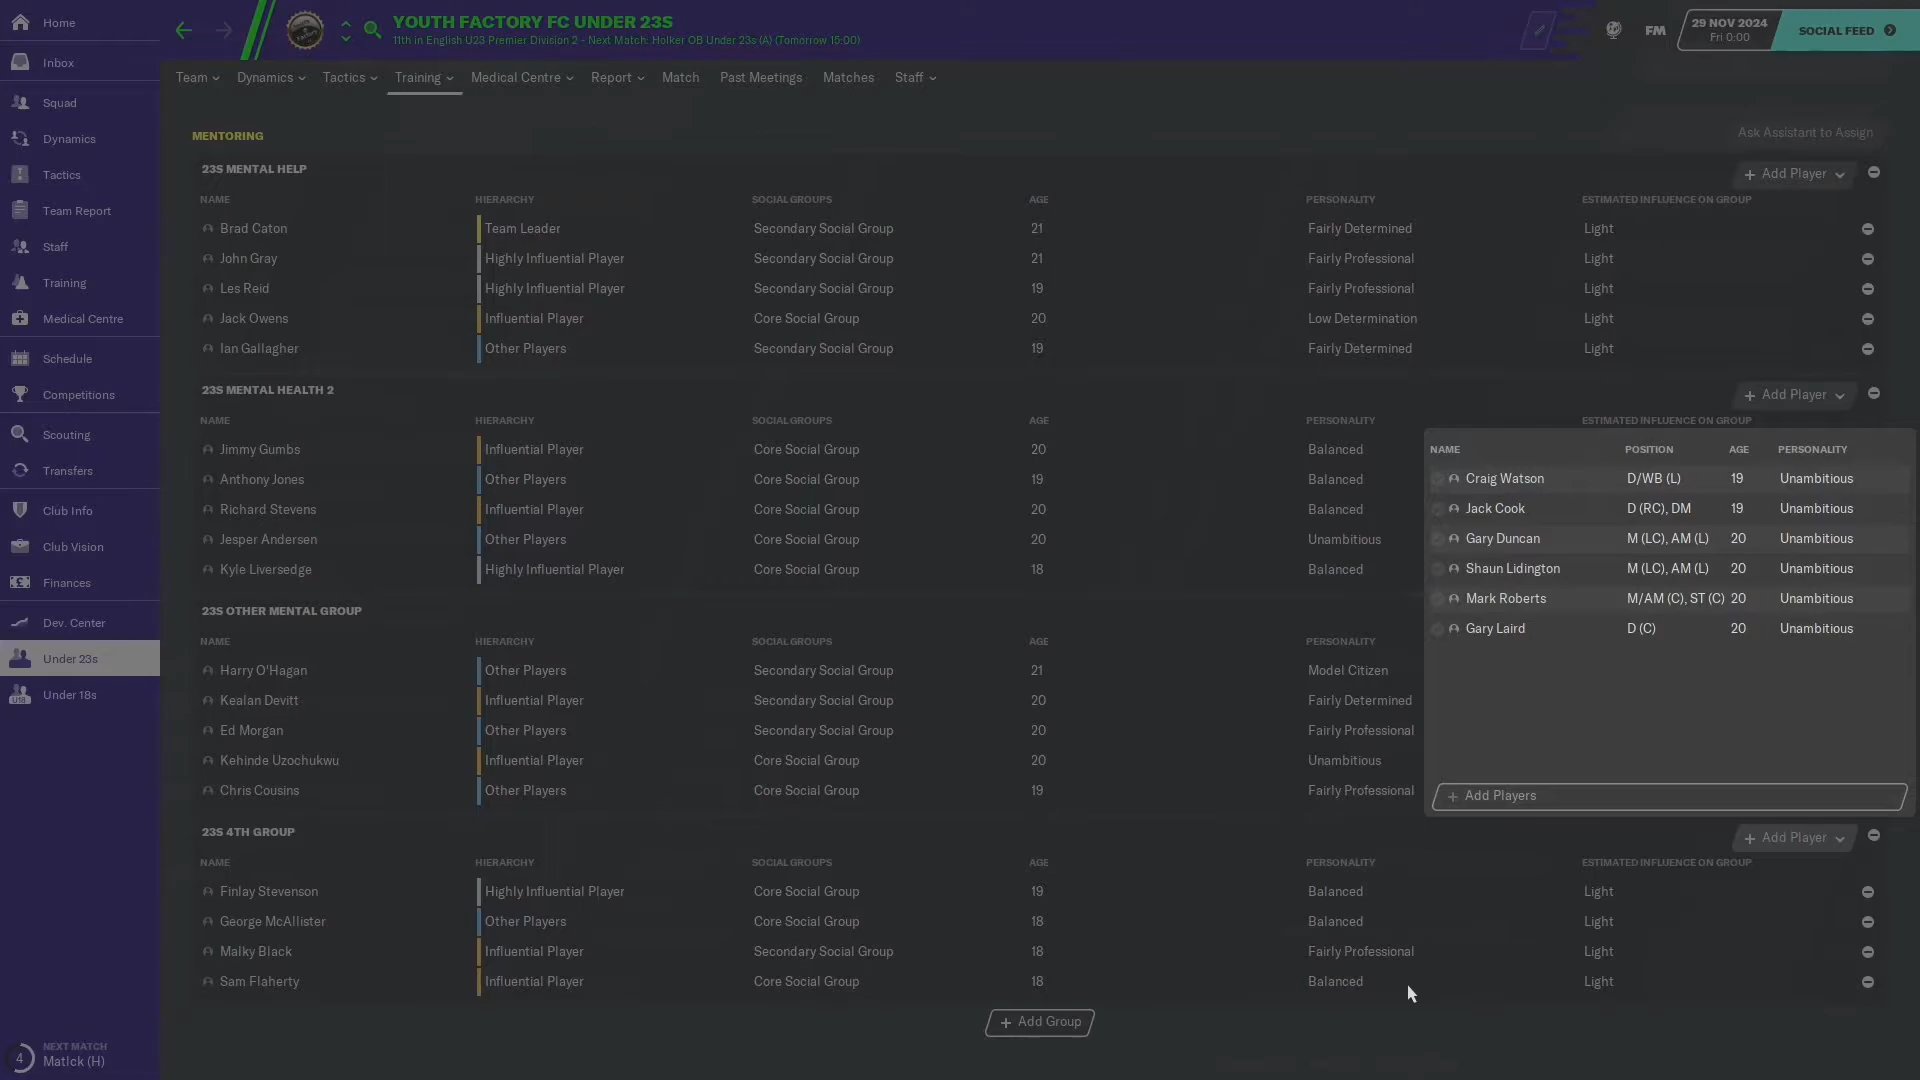 Home
Inbox
Squad
Dynamics
Tactics
Team Report
Staff
Training
Medical Centre
Schedule
Competitions
Scouting
Transfers
Club Info
Club Vision
Finances
Dev. Center
Under 23s
Under 18s
4
NEXT MATCH
Matlck (H)
YOUTH FACTORY FC UNDER 23S
11th in English U23 Premier Division 2 - Next Match: Holker OB Under 23s (A) (Tomorrow 15:00)
FM
29 NOV 2024
Fri 0:00
SOCIAL FEED
Team Dynamics Tactics Training Medical Centre Report Match Past Meetings Matches Staff
MENTORING
Ask Assistant to Assign
23S MENTAL HELP
+ Add Player
NAME HIERARCHY SOCIAL GROUPS AGE PERSONALITY ESTIMATED INFLUENCE ON GROUP
Brad Caton Team Leader Secondary Social Group 21 Fairly Determined Light
John Gray Highly Influential Player Secondary Social Group 21 Fairly Professional Light
Les Reid Highly Influential Player Secondary Social Group 19 Fairly Professional Light
Jack Owens Influential Player Core Social Group 20 Low Determination Light
Ian Gallagher Other Players Secondary Social Group 19 Fairly Determined Light
23S MENTAL HEALTH 2
+ Add Player
NAME HIERARCHY SOCIAL GROUPS AGE PERSONALITY ESTIMATED INFLUENCE ON GROUP
Jimmy Gumbs Influential Player Core Social Group 20 Balanced
Anthony Jones Other Players Core Social Group 19 Balanced
Richard Stevens Influential Player Core Social Group 20 Balanced
Jesper Andersen Other Players Core Social Group 20 Unambitious
Kyle Liversedge Highly Influential Player Core Social Group 18 Balanced
23S OTHER MENTAL GROUP
NAME HIERARCHY SOCIAL GROUPS AGE PERSONALITY
Harry O'Hagan Other Players Secondary Social Group 21 Model Citizen
Kealan Devitt Influential Player Secondary Social Group 20 Fairly Determined
Ed Morgan Other Players Secondary Social Group 20 Fairly Professional
Kehinde Uzochukwu Influential Player Core Social Group 20 Unambitious
Chris Cousins Other Players Core Social Group 19 Fairly Professional
NAME POSITION AGE PERSONALITY
Craig Watson D/WB (L) 19 Unambitious
Jack Cook D (RC), DM 19 Unambitious
Gary Duncan M (LC), AM (L) 20 Unambitious
Shaun Lidington M (LC), AM (L) 20 Unambitious
Mark Roberts M/AM (C), ST (C) 20 Unambitious
Gary Laird D (C) 20 Unambitious
+ Add Players
23S 4TH GROUP
+ Add Player
NAME HIERARCHY SOCIAL GROUPS AGE PERSONALITY ESTIMATED INFLUENCE ON GROUP
Finlay Stevenson Highly Influential Player Core Social Group 19 Balanced Light
George McAllister Other Players Core Social Group 18 Balanced Light
Malky Black Influential Player Secondary Social Group 18 Fairly Professional Light
Sam Flaherty Influential Player Core Social Group 18 Balanced Light
+ Add Group